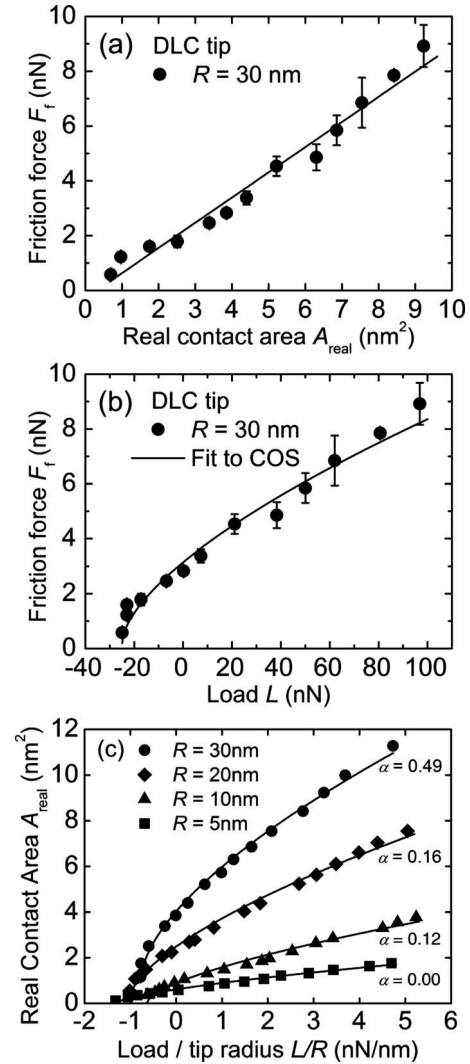 (a) DLC tip
R = 30 nm
Friction force Ff (nN)
0 2 4 6 8 10
0 1 2 3 4 5 6 7 8 9 10
Real contact area Areal (nm2)
(b) DLC tip
R = 30 nm
Fit to COS
Friction force Ff (nN)
0 2 4 6 8 10
-40 -20 0 20 40 60 80 100
Load L (nN)
(c) R = 30nm
R = 20nm
R = 10nm
R = 5nm
α = 0.49
α = 0.16
α = 0.12
α = 0.00
Real Contact Area Areal (nm2)
0 2 4 6 8 10 12
-2 -1 0 1 2 3 4 5 6
Load / tip radius L/R (nN/nm)